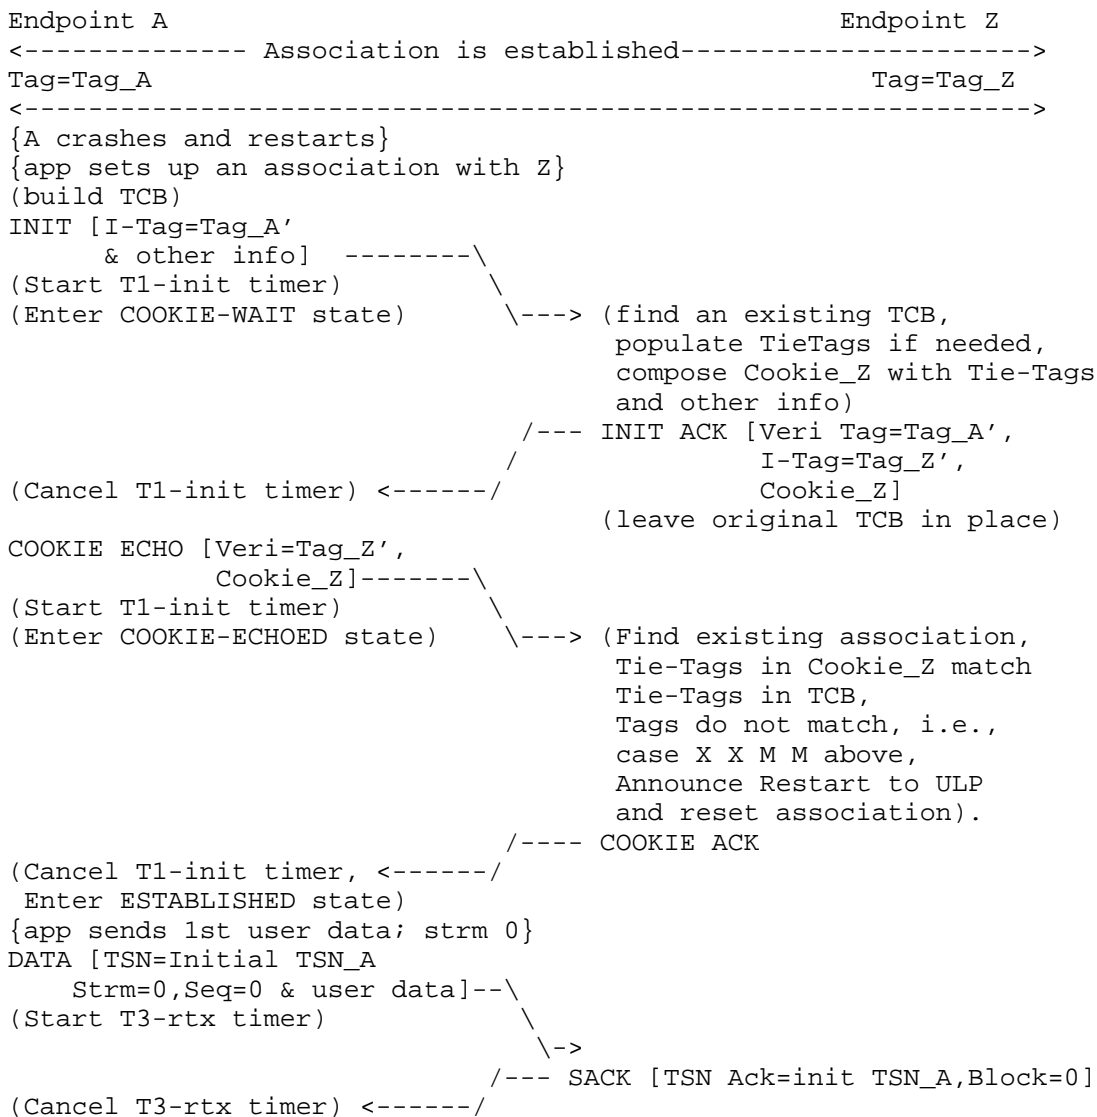 Endpoint A                                          Endpoint Z
<-------------- Association is established---------------------->
Tag=Tag_A                                             Tag=Tag_Z
<--------------------------------------------------------------->
{A crashes and restarts}
{app sets up an association with Z}
(build TCB)
INIT [I-Tag=Tag_A'
      & other info]  --------\
(Start T1-init timer)         \
(Enter COOKIE-WAIT state)      \---> (find an existing TCB,
                                      populate TieTags if needed,
                                      compose Cookie_Z with Tie-Tags
                                      and other info)
                                /--- INIT ACK [Veri Tag=Tag_A',
                               /               I-Tag=Tag_Z',
(Cancel T1-init timer) <------/                Cookie_Z]
                                     (leave original TCB in place)
COOKIE ECHO [Veri=Tag_Z',
             Cookie_Z]-------\
(Start T1-init timer)         \
(Enter COOKIE-ECHOED state)    \---> (Find existing association,
                                      Tie-Tags in Cookie_Z match
                                      Tie-Tags in TCB,
                                      Tags do not match, i.e.,
                                      case X X M M above,
                                      Announce Restart to ULP
                                      and reset association).
                               /---- COOKIE ACK
(Cancel T1-init timer, <------/
 Enter ESTABLISHED state)
{app sends 1st user data; strm 0}
DATA [TSN=Initial TSN_A
    Strm=0,Seq=0 & user data]--\
(Start T3-rtx timer)            \
                                 \->
                              /--- SACK [TSN Ack=init TSN_A,Block=0]
(Cancel T3-rtx timer) <------/